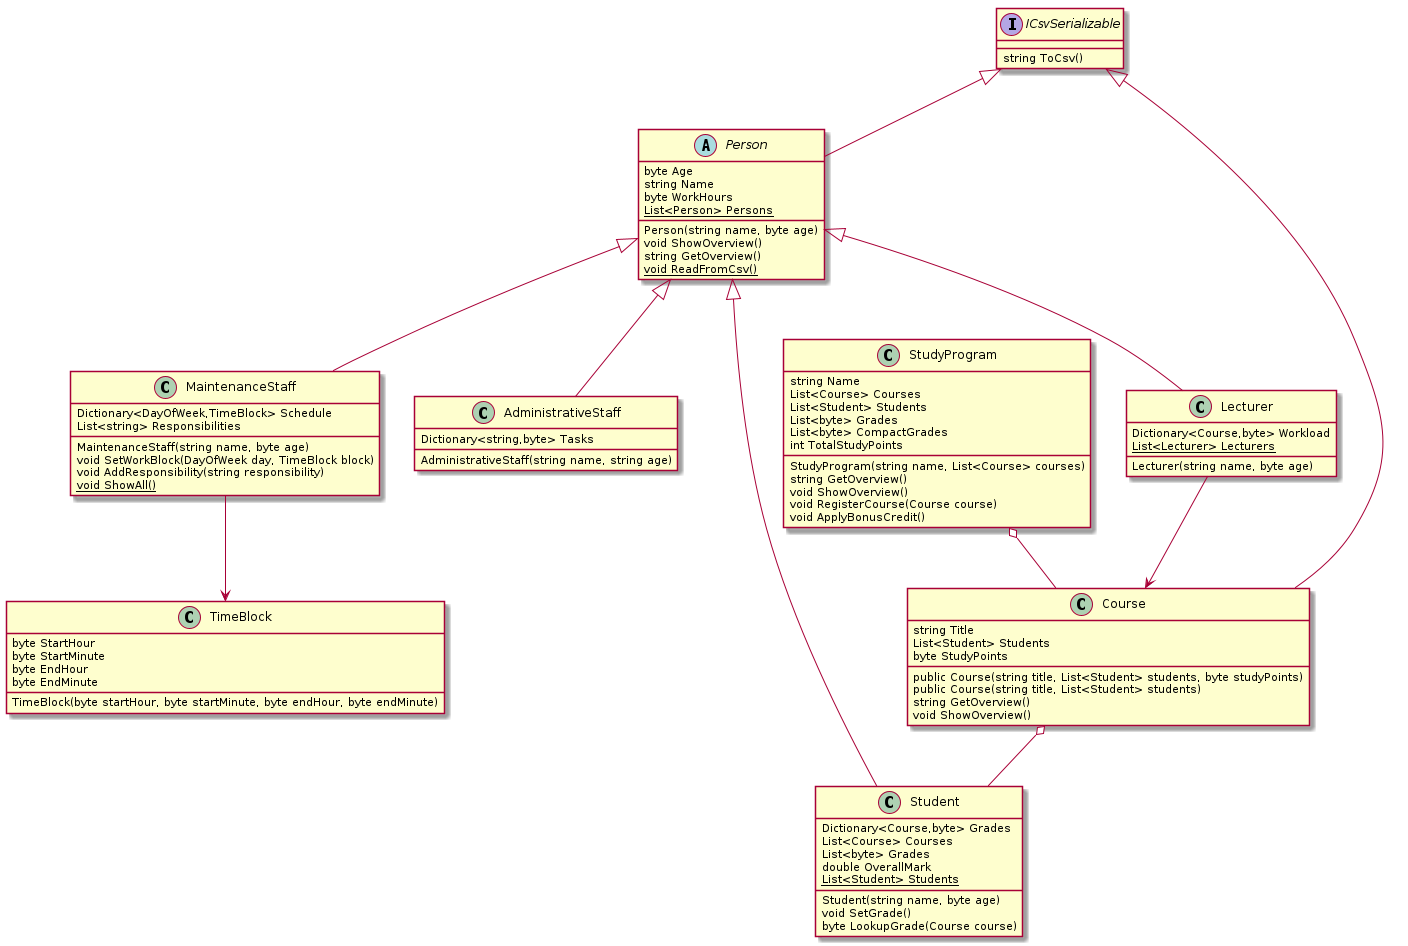 I ICsvSerializable
string ToCsv()
A Person
byte Age
string Name
byte WorkHours
List<Person> Persons
Person(string name, byte age)
void ShowOverview()
string GetOverview()
void ReadFromCsv()
C MaintenanceStaff
Dictionary<DayOfWeek,TimeBlock> Schedule
List<string> Responsibilities
MaintenanceStaff(string name, byte age)
void SetWorkBlock(DayOfWeek day, TimeBlock block)
void AddResponsibility(string responsibility)
void ShowAll()
C AdministrativeStaff
Dictionary<string,byte> Tasks
AdministrativeStaff(string name, string age)
C StudyProgram
string Name
List<Course> Courses
List<Student> Students
List<byte> Grades
List<byte> CompactGrades
int TotalStudyPoints
StudyProgram(string name, List<Course> courses)
string GetOverview()
void ShowOverview()
void RegisterCourse(Course course)
void ApplyBonusCredit()
C Lecturer
Dictionary<Course,byte> Workload
List<Lecturer> Lecturers
Lecturer(string name, byte age)
C TimeBlock
byte StartHour
byte StartMinute
byte EndHour
byte EndMinute
TimeBlock(byte startHour, byte startMinute, byte endHour, byte endMinute)
C Course
string Title
List<Student> Students
byte StudyPoints
public Course(string title, List<Student> students, byte studyPoints)
public Course(string title, List<Student> students)
string GetOverview()
void ShowOverview()
C Student
Dictionary<Course,byte> Grades
List<Course> Courses
List<byte> Grades
double OverallMark
List<Student> Students
Student(string name, byte age)
void SetGrade()
byte LookupGrade(Course course)